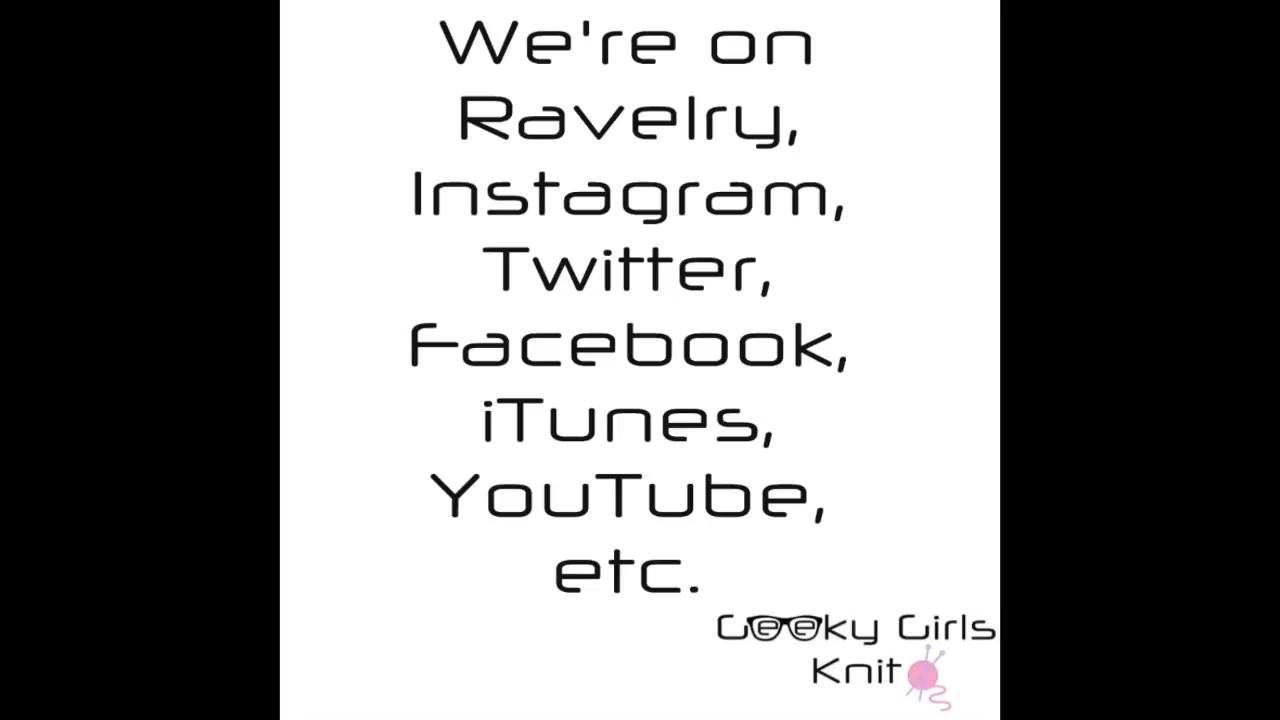 We're on
Ravelry,
Instagram,
Twitter,
Facebook,
iTunes,
YouTube,
etc.
Geeky Girls
Knit